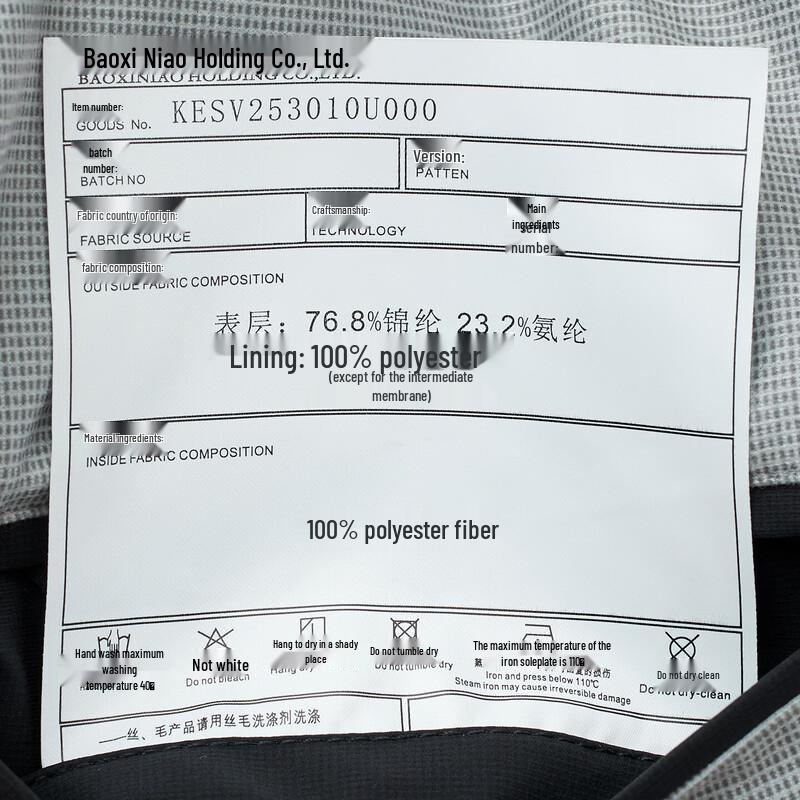 Baoxi Niao Holding Co., Ltd.
BAOXINIAO HOLDING CO.,LTD.
Item number:
GOODS No. KESV253010U000
batch
number:
BATCH NO
Version:
PATTEN
Fabric country of origin:
FABRIC SOURCE
Craftsmanship:
TECHNOLOGY
Main
ingredients
serial
number:
fabric composition:
OUTSIDE FABRIC COMPOSITION
表层：76.8%锦纶 23.2%氨纶
Lining: 100% polyester
(except for the intermediate
membrane)
Material ingredients:
INSIDE FABRIC COMPOSITION
100% polyester fiber
Hand wash maximum
washing
temperature 40
Not white
Do not bleach
Hang to dry in a shady
place
Hang dry
Do not tumble dry
Do not tumble dry
The maximum temperature of the
iron soleplate is 110
Iron and press below 110℃
Steam iron may cause irreversible damage
Do not dry clean
Do not dry-clean
——丝、毛产品请用丝毛洗涤剂洗涤